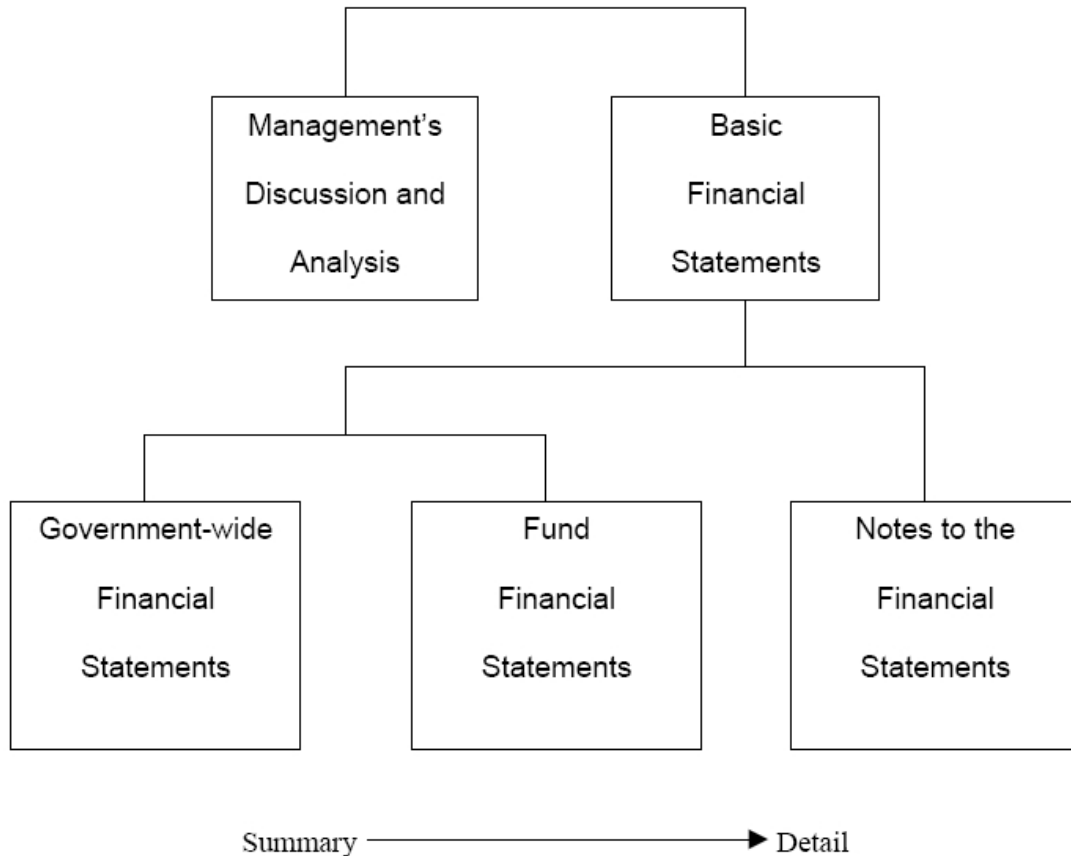 Management’s
Discussion and
Analysis
Basic
Financial
Statements
Government-wide
Financial
Statements
Fund
Financial
Statements
Notes to the
Financial
Statements
Summary
Detail